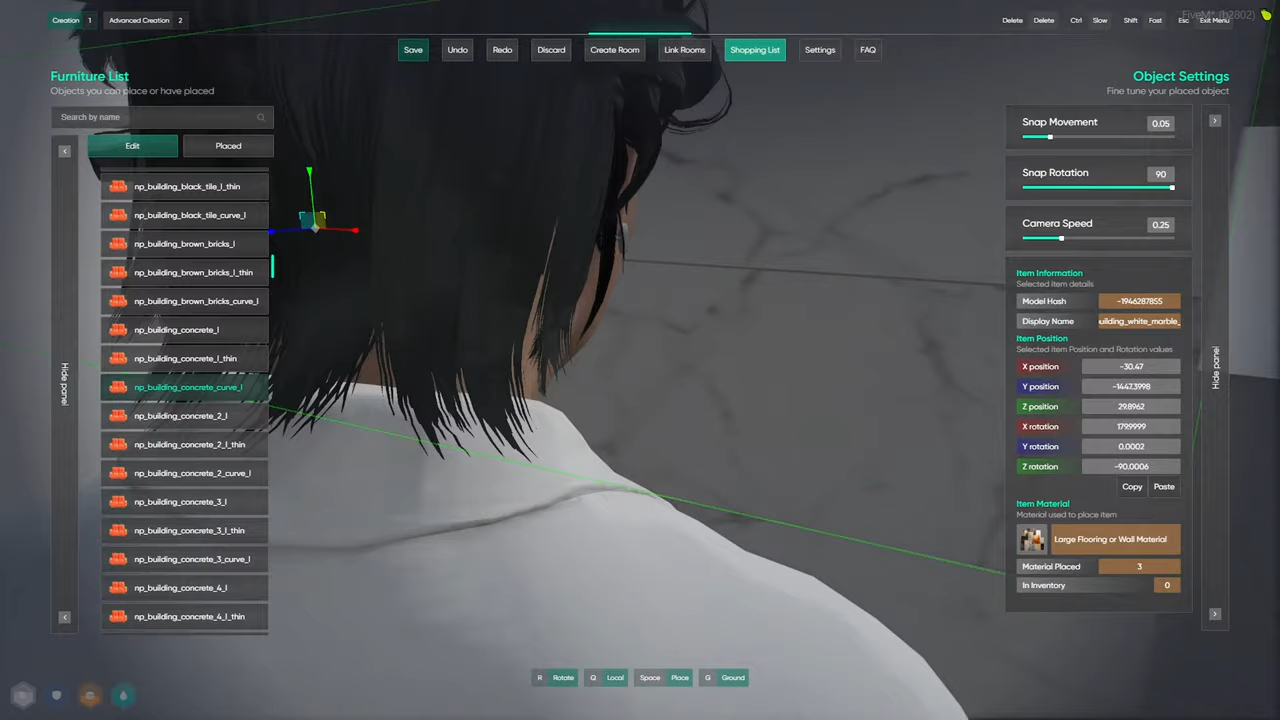 Creation 1 Advanced Creation 2
Delete Delete Ctrl Slow Shift Fast Esc Exit Menu
FiveM* (b2802)
Save Undo Redo Discard Create Room Link Rooms Shopping List Settings FAQ
Furniture List
Objects you can place or have placed
Search by name
Edit Placed
np_building_black_tile_l_thin
np_building_black_tile_curve_l
np_building_brown_bricks_l
np_building_brown_bricks_l_thin
np_building_brown_bricks_curve_l
np_building_concrete_l
np_building_concrete_l_thin
np_building_concrete_curve_l
np_building_concrete_2_l
np_building_concrete_2_l_thin
np_building_concrete_2_curve_l
np_building_concrete_3_l
np_building_concrete_3_l_thin
np_building_concrete_3_curve_l
np_building_concrete_4_l
np_building_concrete_4_l_thin
Hide panel
Object Settings
Fine tune your placed object
Snap Movement 0.05
Snap Rotation 90
Camera Speed 0.25
Item Information
Selected item details
Model Hash -1946287855
Display Name uilding_white_marble_
Item Position
Selected item Position and Rotation values
X position -30.47
Y position -1447.3998
Z position 29.8962
X rotation 179.9999
Y rotation 0.0002
Z rotation -90.0006
Copy Paste
Item Material
Material used to place item
Large Flooring or Wall Material
Material Placed 3
In Inventory 0
Hide panel
R Rotate Q Local Space Place G Ground